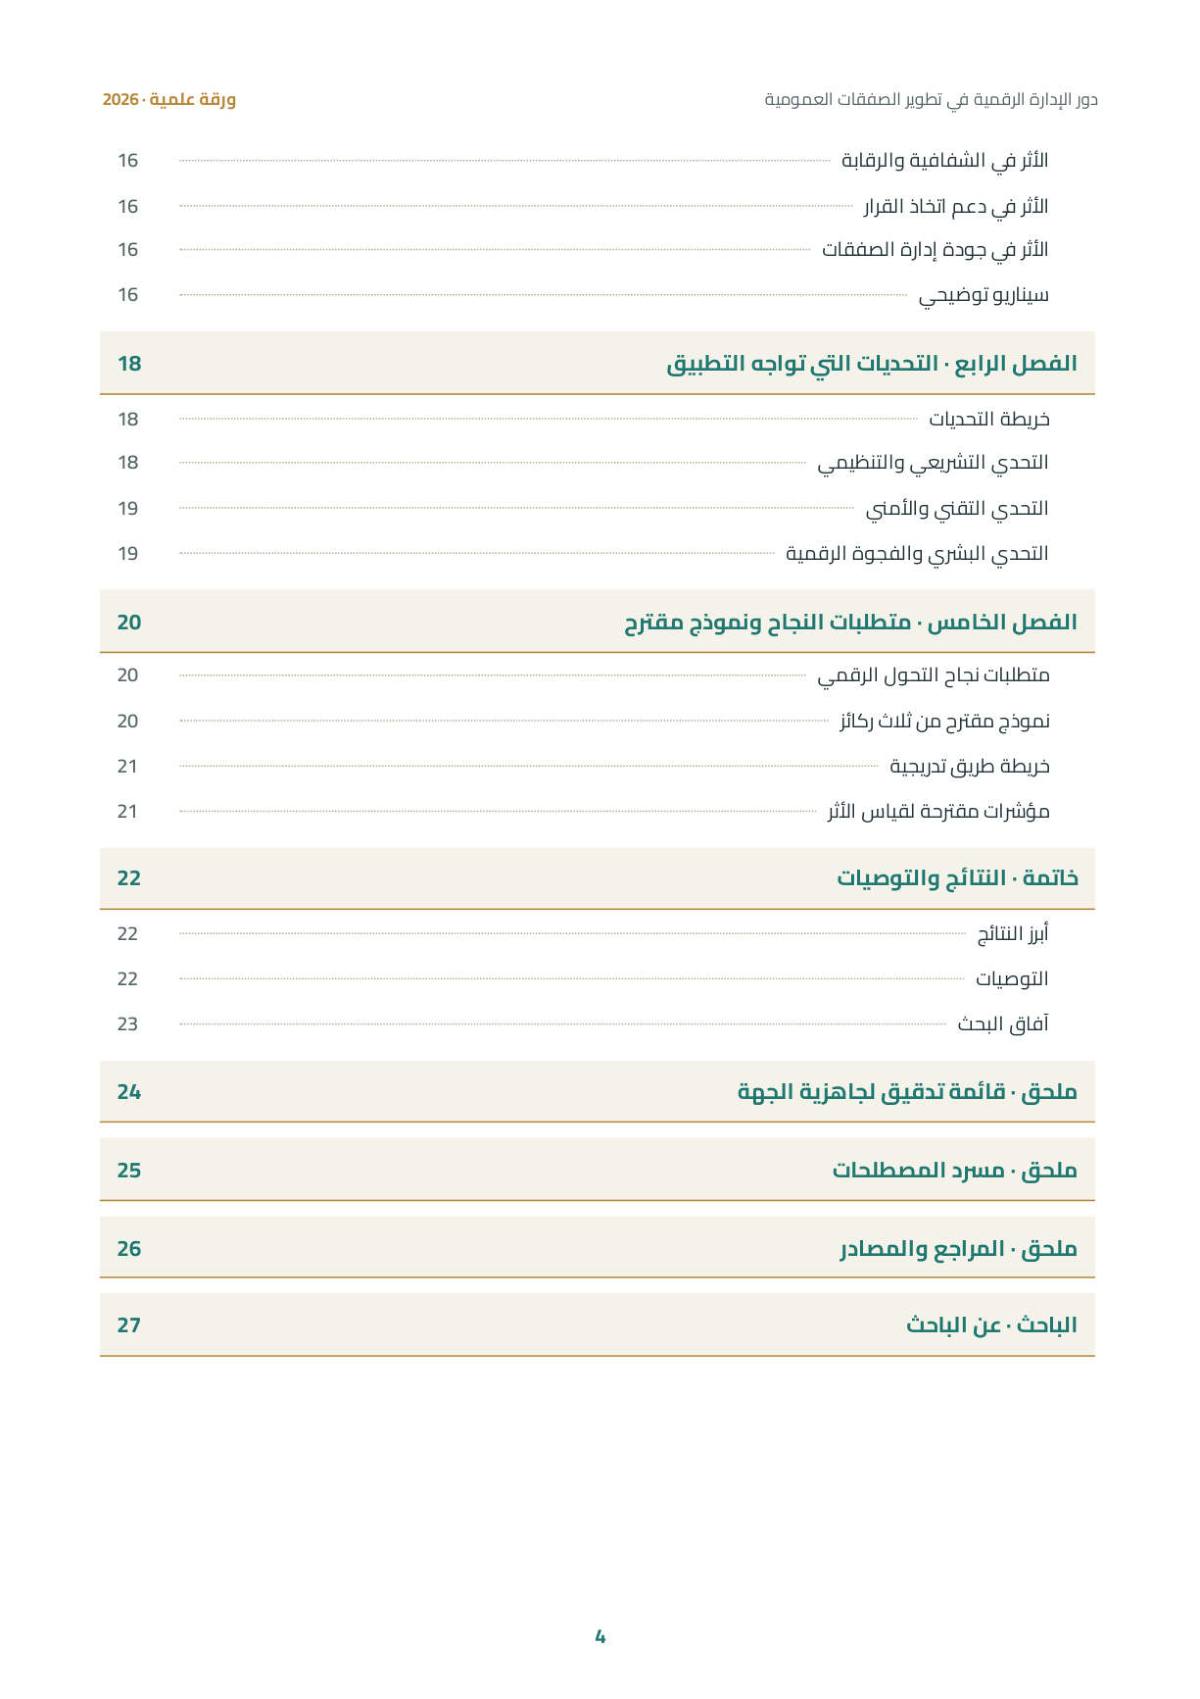 دور الإدارة الرقمية في تطوير الصفقات العمومية
ورقة علمية · 2026
الأثر في الشفافية والرقابة 16
الأثر في دعم اتخاذ القرار 16
الأثر في جودة إدارة الصفقات 16
سيناريو توضيحي 16
الفصل الرابع · التحديات التي تواجه التطبيق 18
خريطة التحديات 18
التحدي التشريعي والتنظيمي 18
التحدي التقني والأمني 19
التحدي البشري والفجوة الرقمية 19
الفصل الخامس · متطلبات النجاح ونموذج مقترح 20
متطلبات نجاح التحول الرقمي 20
نموذج مقترح من ثلاث ركائز 20
خريطة طريق تدريجية 21
مؤشرات مقترحة لقياس الأثر 21
خاتمة · النتائج والتوصيات 22
أبرز النتائج 22
التوصيات 22
آفاق البحث 23
ملحق · قائمة تدقيق لجاهزية الجهة 24
ملحق · مسرد المصطلحات 25
ملحق · المراجع والمصادر 26
الباحث · عن الباحث 27
4